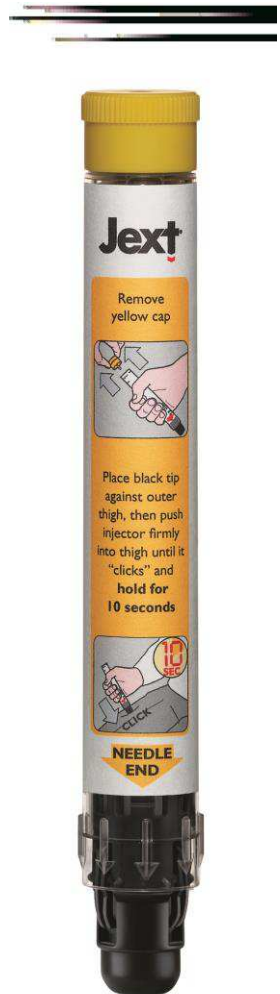 Jext
Remove
yellow cap
Place black tip
against outer
thigh, then push
injector firmly
into thigh until it
"clicks" and
hold for
10 seconds
10
SEC
CLICK
NEEDLE
END